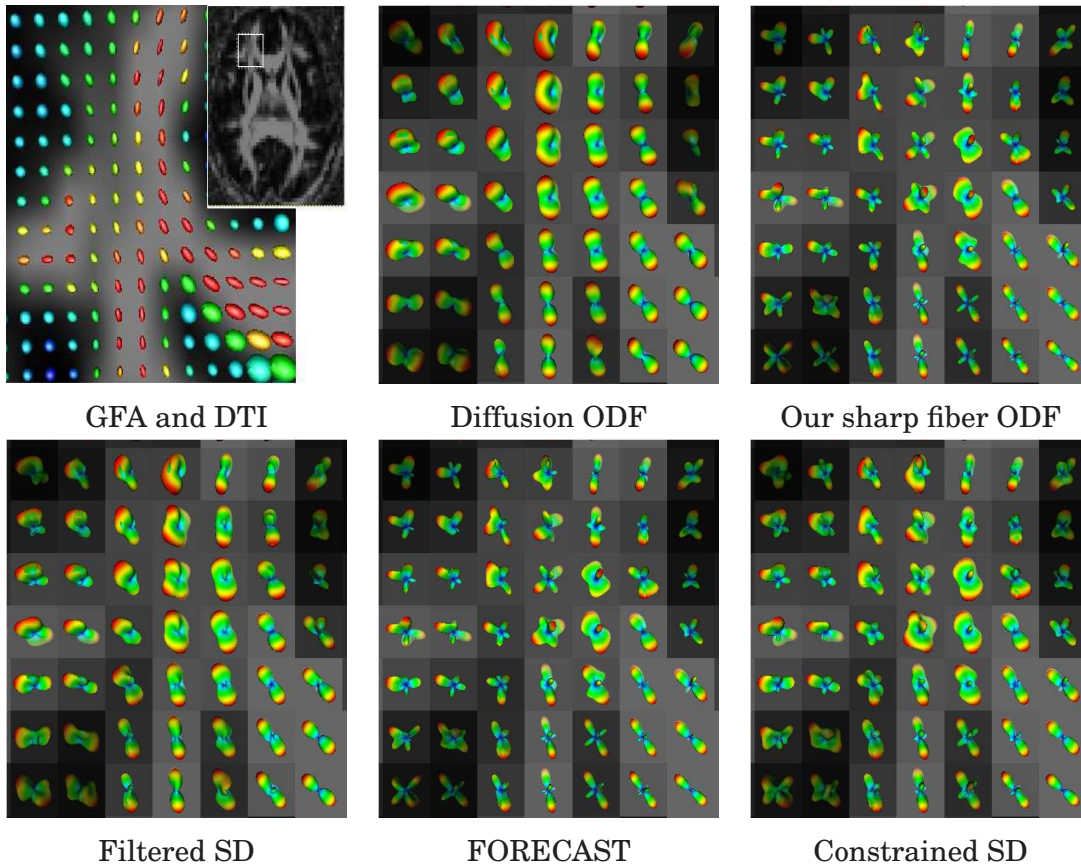 GFA and DTI
Diffusion ODF
Our sharp fiber ODF
Filtered SD
FORECAST
Constrained SD